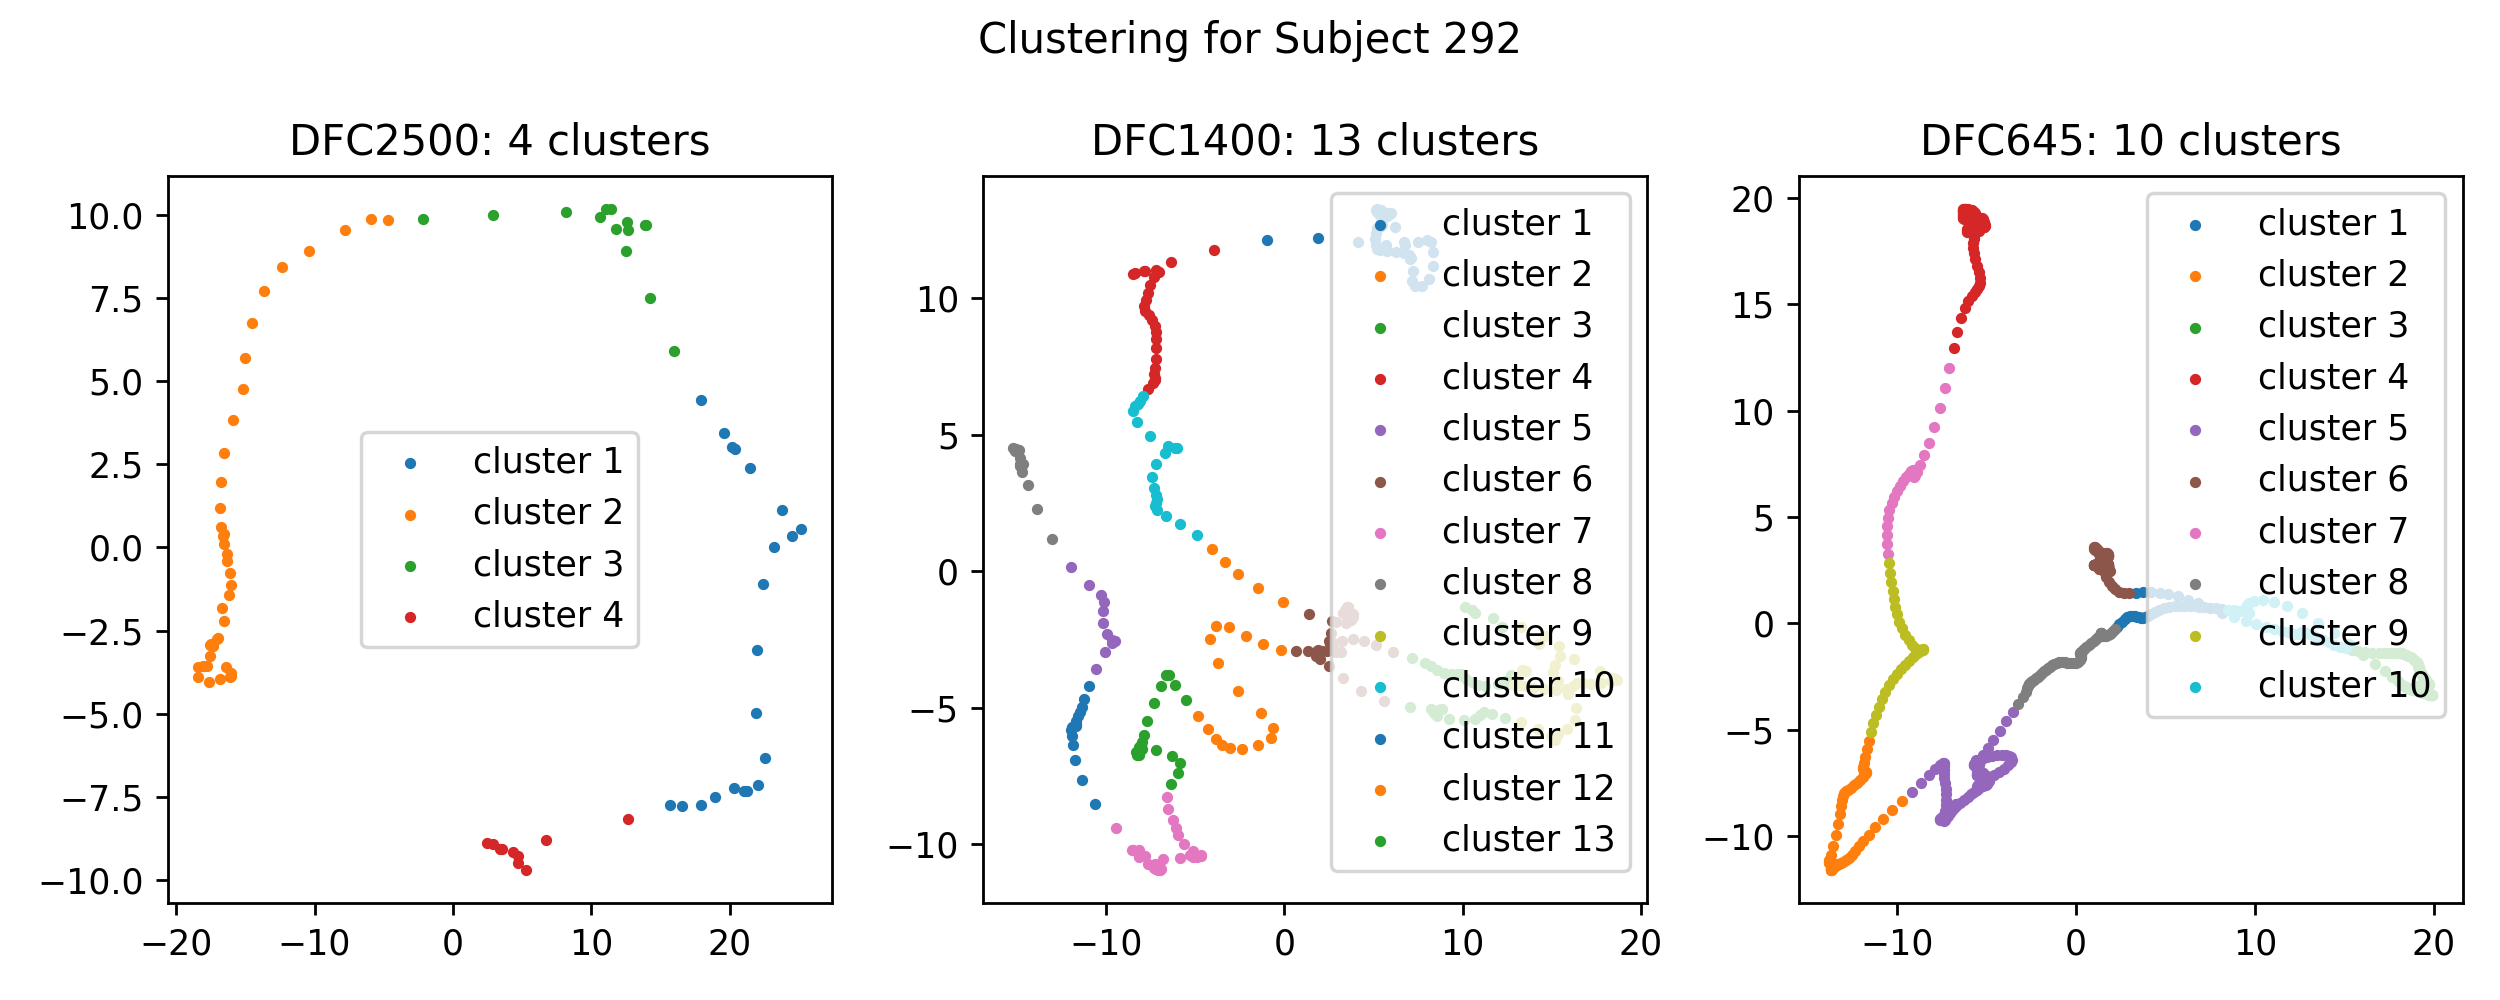 Clustering for Subject 292
DFC2500: 4 clusters
10.0
7.5
5.0
2.5
0.0
−2.5
−5.0
−7.5
−10.0
−20
−10
0
10
20
cluster 1
cluster 2
cluster 3
cluster 4
DFC1400: 13 clusters
10
5
0
−5
−10
−10
0
10
20
cluster 1
cluster 2
cluster 3
cluster 4
cluster 5
cluster 6
cluster 7
cluster 8
cluster 9
cluster 10
cluster 11
cluster 12
cluster 13
DFC645: 10 clusters
20
15
10
5
0
−5
−10
−10
0
10
20
cluster 1
cluster 2
cluster 3
cluster 4
cluster 5
cluster 6
cluster 7
cluster 8
cluster 9
cluster 10